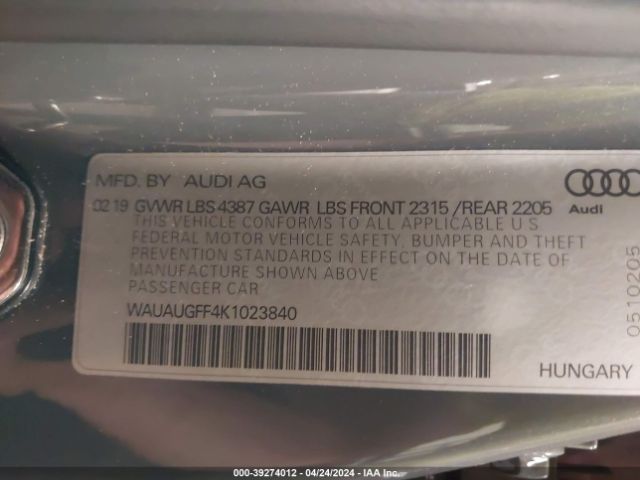 MFD. BY AUDI AG
02 19 GVWR LBS 4387 GAWR LBS FRONT 2315 /REAR 2205
Audi
THIS VEHICLE CONFORMS TO ALL APPLICABLE U S
FEDERAL MOTOR VEHICLE SAFETY, BUMPER AND THEFT
PREVENTION STANDARDS IN EFFECT ON THE DATE OF
MANUFACTURE SHOWN ABOVE
PASSENGER CAR
WAUAUGFF4K1023840
HUNGARY
0510205
000-39274012 - 04/24/2024 - IAA Inc.